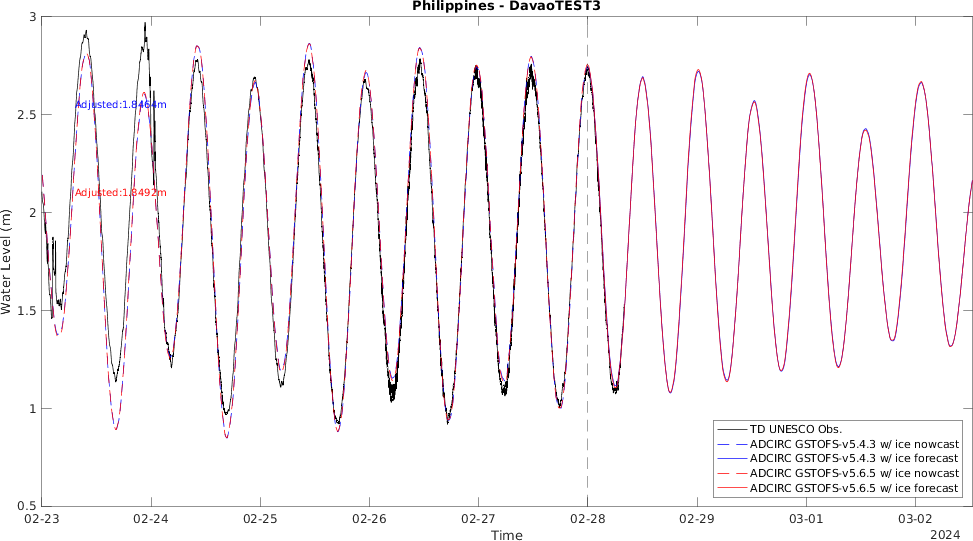 Philippines - DavaoTEST3
3
2.5
2
1.5
1
0.5
Water Level (m)
Adjusted:1.8464m
Adjusted:1.8492m
TD UNESCO Obs.
ADCIRC GSTOFS-v5.4.3 w/ ice nowcast
ADCIRC GSTOFS-v5.4.3 w/ ice forecast
ADCIRC GSTOFS-v5.6.5 w/ ice nowcast
ADCIRC GSTOFS-v5.6.5 w/ ice forecast
02-23 02-24 02-25 02-26 02-27 02-28 02-29 03-01 03-02
Time
2024